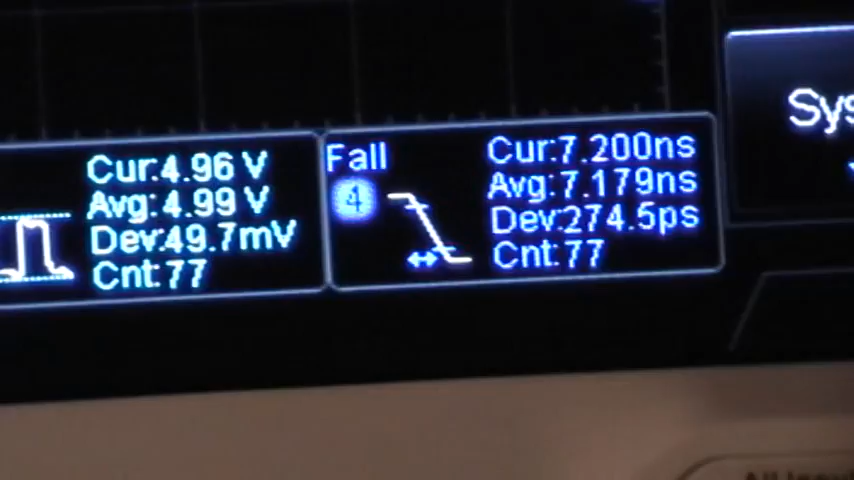 Cur:4.96 V
Avg:4.99 V
Dev:49.7mV
Cnt:77
Fall
4
Cur:7.200ns
Avg:7.179ns
Dev:274.5ps
Cnt:77